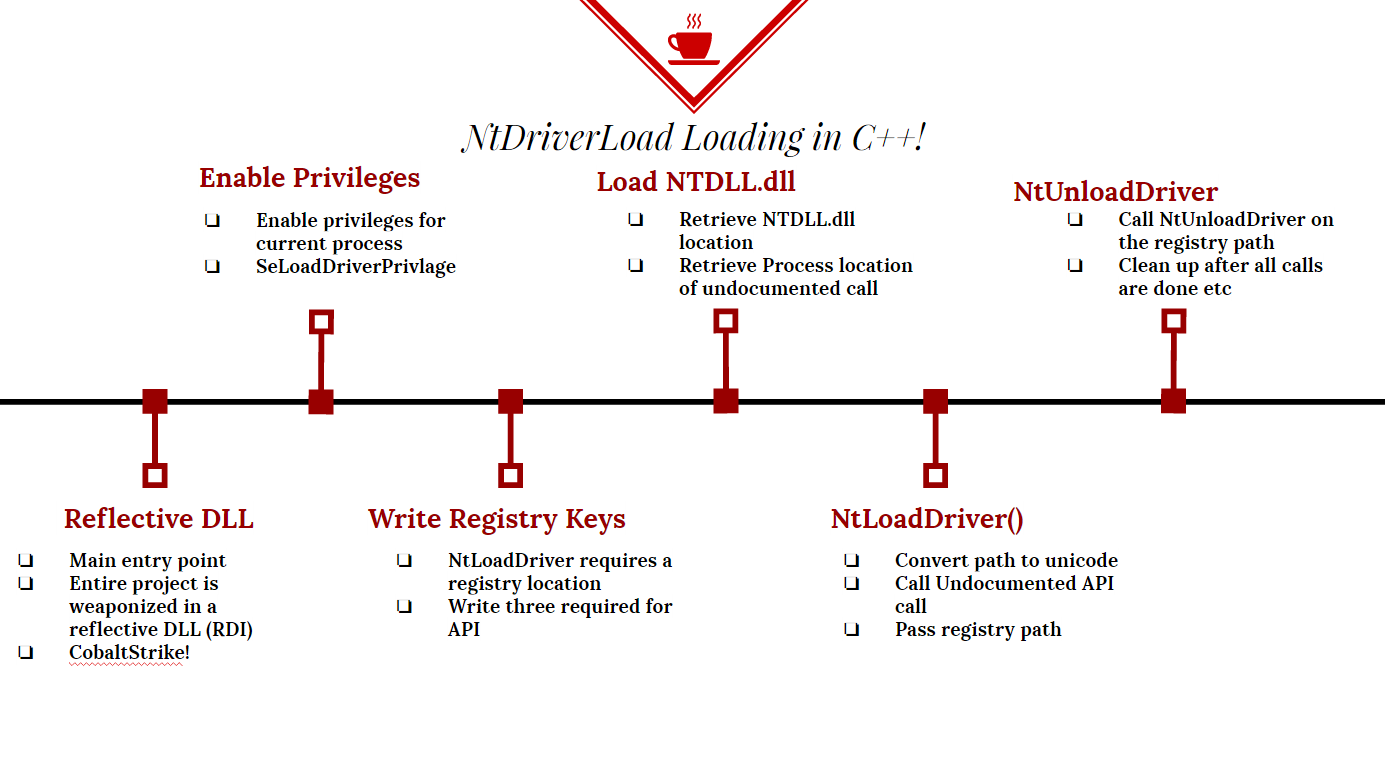 NtDriverLoad Loading in C++!
Enable Privileges
❏ Enable privileges for
current process
❏ SeLoadDriverPrivlage
Load NTDLL.dll
❏ Retrieve NTDLL.dll
location
❏ Retrieve Process location
of undocumented call
NtUnloadDriver
❏ Call NtUnloadDriver on
the registry path
❏ Clean up after all calls
are done etc
Reflective DLL
❏ Main entry point
❏ Entire project is
weaponized in a
reflective DLL (RDI)
❏ CobaltStrike!
Write Registry Keys
❏ NtLoadDriver requires a
registry location
❏ Write three required for
API
NtLoadDriver()
❏ Convert path to unicode
❏ Call Undocumented API
call
❏ Pass registry path